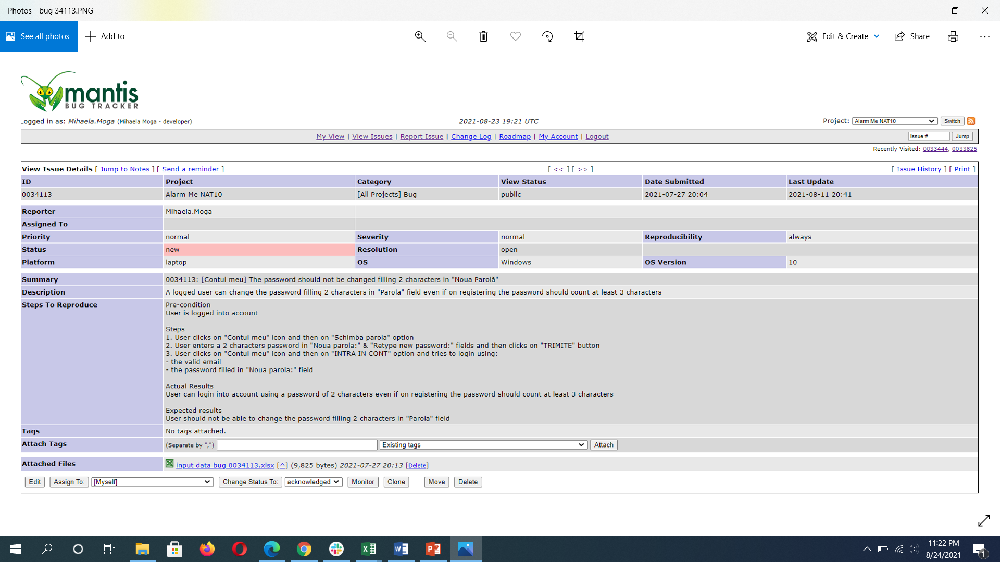 Photos - bug 34113.PNG
See all photos
Add to
Edit & Create
Share
mantis
BUG TRACKER
Logged in as: Mihaela.Moga (Mihaela Moga - developer)
2021-08-23 19:21 UTC
Project: Alarm Me NAT10 Switch
My View | View Issues | Report Issue | Change Log | Roadmap | My Account | Logout
Issue # Jump
Recently Visited: 0033444, 0033825
View Issue Details [ Jump to Notes ] [ Send a reminder ]
[ << ] [ >> ]
[ Issue History ] [ Print ]
ID Project Category View Status Date Submitted Last Update
0034113 Alarm Me NAT10 [All Projects] Bug public 2021-07-27 20:04 2021-08-11 20:41
Reporter Mihaela.Moga
Assigned To
Priority normal Severity normal Reproducibility always
Status new Resolution open
Platform laptop OS Windows OS Version 10
Summary 0034113: [Contul meu] The password should not be changed filling 2 characters in "Noua Parolă"
Description A logged user can change the password filling 2 characters in "Parola" field even if on registering the password should count at least 3 characters
Steps To Reproduce Pre-condition
User is logged into account
Steps
1. User clicks on "Contul meu" icon and then on "Schimba parola" option
2. User enters a 2 characters password in "Noua parola:" & "Retype new password:" fields and then clicks on "TRIMITE" button
3. User clicks on "Contul meu" icon and then on "INTRA IN CONT" option and tries to login using:
- the valid email
- the password filled in "Noua parola:" field
Actual Results
User can login into account using a password of 2 characters even if on registering the password should count at least 3 characters
Expected results
User should not be able to change the password filling 2 characters in "Parola" field
Tags No tags attached.
Attach Tags (Separate by ",") Existing tags Attach
Attached Files input data bug 0034113.xlsx [^] (9,825 bytes) 2021-07-27 20:13 [Delete]
Edit Assign To: [Myself] Change Status To: acknowledged Monitor Clone Move Delete
11:22 PM
8/24/2021
1